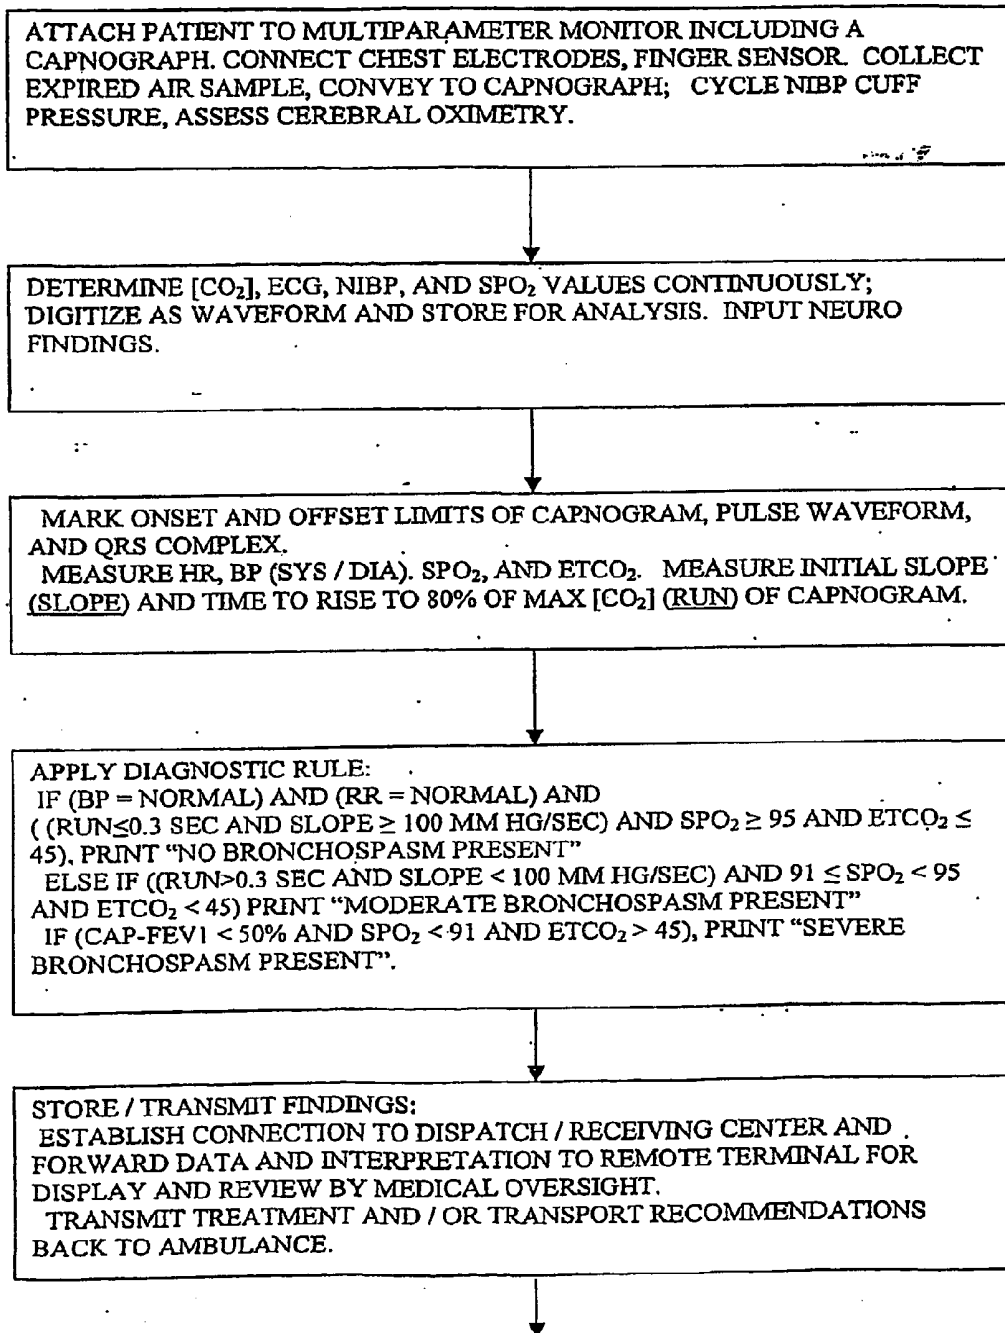 ATTACH PATIENT TO MULTIPARAMETER MONITOR INCLUDING A
CAPNOGRAPH. CONNECT CHEST ELECTRODES, FINGER SENSOR. COLLECT
EXPIRED AIR SAMPLE, CONVEY TO CAPNOGRAPH; CYCLE NIBP CUFF
PRESSURE, ASSESS CEREBRAL OXIMETRY.
DETERMINE [CO₂], ECG, NIBP, AND SPO₂ VALUES CONTINUOUSLY;
DIGITIZE AS WAVEFORM AND STORE FOR ANALYSIS. INPUT NEURO
FINDINGS.
MARK ONSET AND OFFSET LIMITS OF CAPNOGRAM, PULSE WAVEFORM,
AND QRS COMPLEX.
MEASURE HR, BP (SYS / DIA). SPO₂, AND ETCO₂. MEASURE INITIAL SLOPE
(SLOPE) AND TIME TO RISE TO 80% OF MAX [CO₂] (RUN) OF CAPNOGRAM.
APPLY DIAGNOSTIC RULE:
IF (BP = NORMAL) AND (RR = NORMAL) AND
( (RUN≤0.3 SEC AND SLOPE ≥ 100 MM HG/SEC) AND SPO₂ ≥ 95 AND ETCO₂ ≤
45), PRINT “NO BRONCHOSPASM PRESENT”
ELSE IF ((RUN>0.3 SEC AND SLOPE < 100 MM HG/SEC) AND 91 ≤ SPO₂ < 95
AND ETCO₂ < 45) PRINT “MODERATE BRONCHOSPASM PRESENT”
IF (CAP-FEV1 < 50% AND SPO₂ < 91 AND ETCO₂ > 45), PRINT “SEVERE
BRONCHOSPASM PRESENT”.
STORE / TRANSMIT FINDINGS:
ESTABLISH CONNECTION TO DISPATCH / RECEIVING CENTER AND
FORWARD DATA AND INTERPRETATION TO REMOTE TERMINAL FOR
DISPLAY AND REVIEW BY MEDICAL OVERSIGHT.
TRANSMIT TREATMENT AND / OR TRANSPORT RECOMMENDATIONS
BACK TO AMBULANCE.